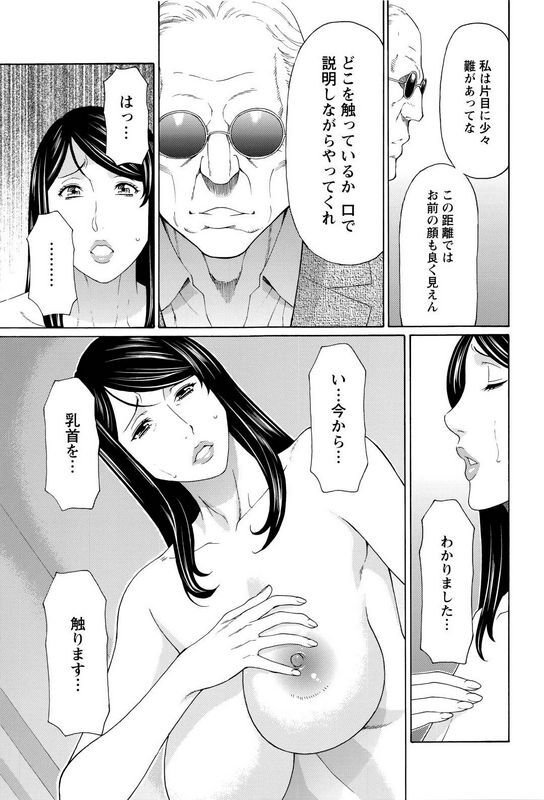 私は片目に少々
難があってな
この距離では
お前の顔も良く見えん
どこを触っているか 口で
説明しながらやってくれ
はっ…
………
わかりました…
い…今から…
乳首を…
触ります…